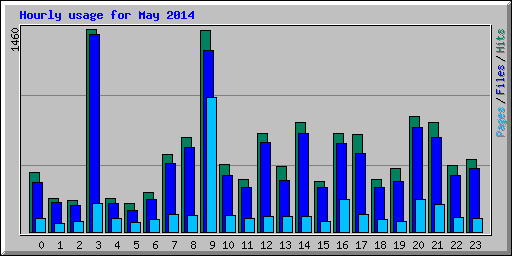 Hourly usage for May 2014
1460
Pages/Files/Hits
0 1 2 3 4 5 6 7 8 9 10 11 12 13 14 15 16 17 18 19 20 21 22 23